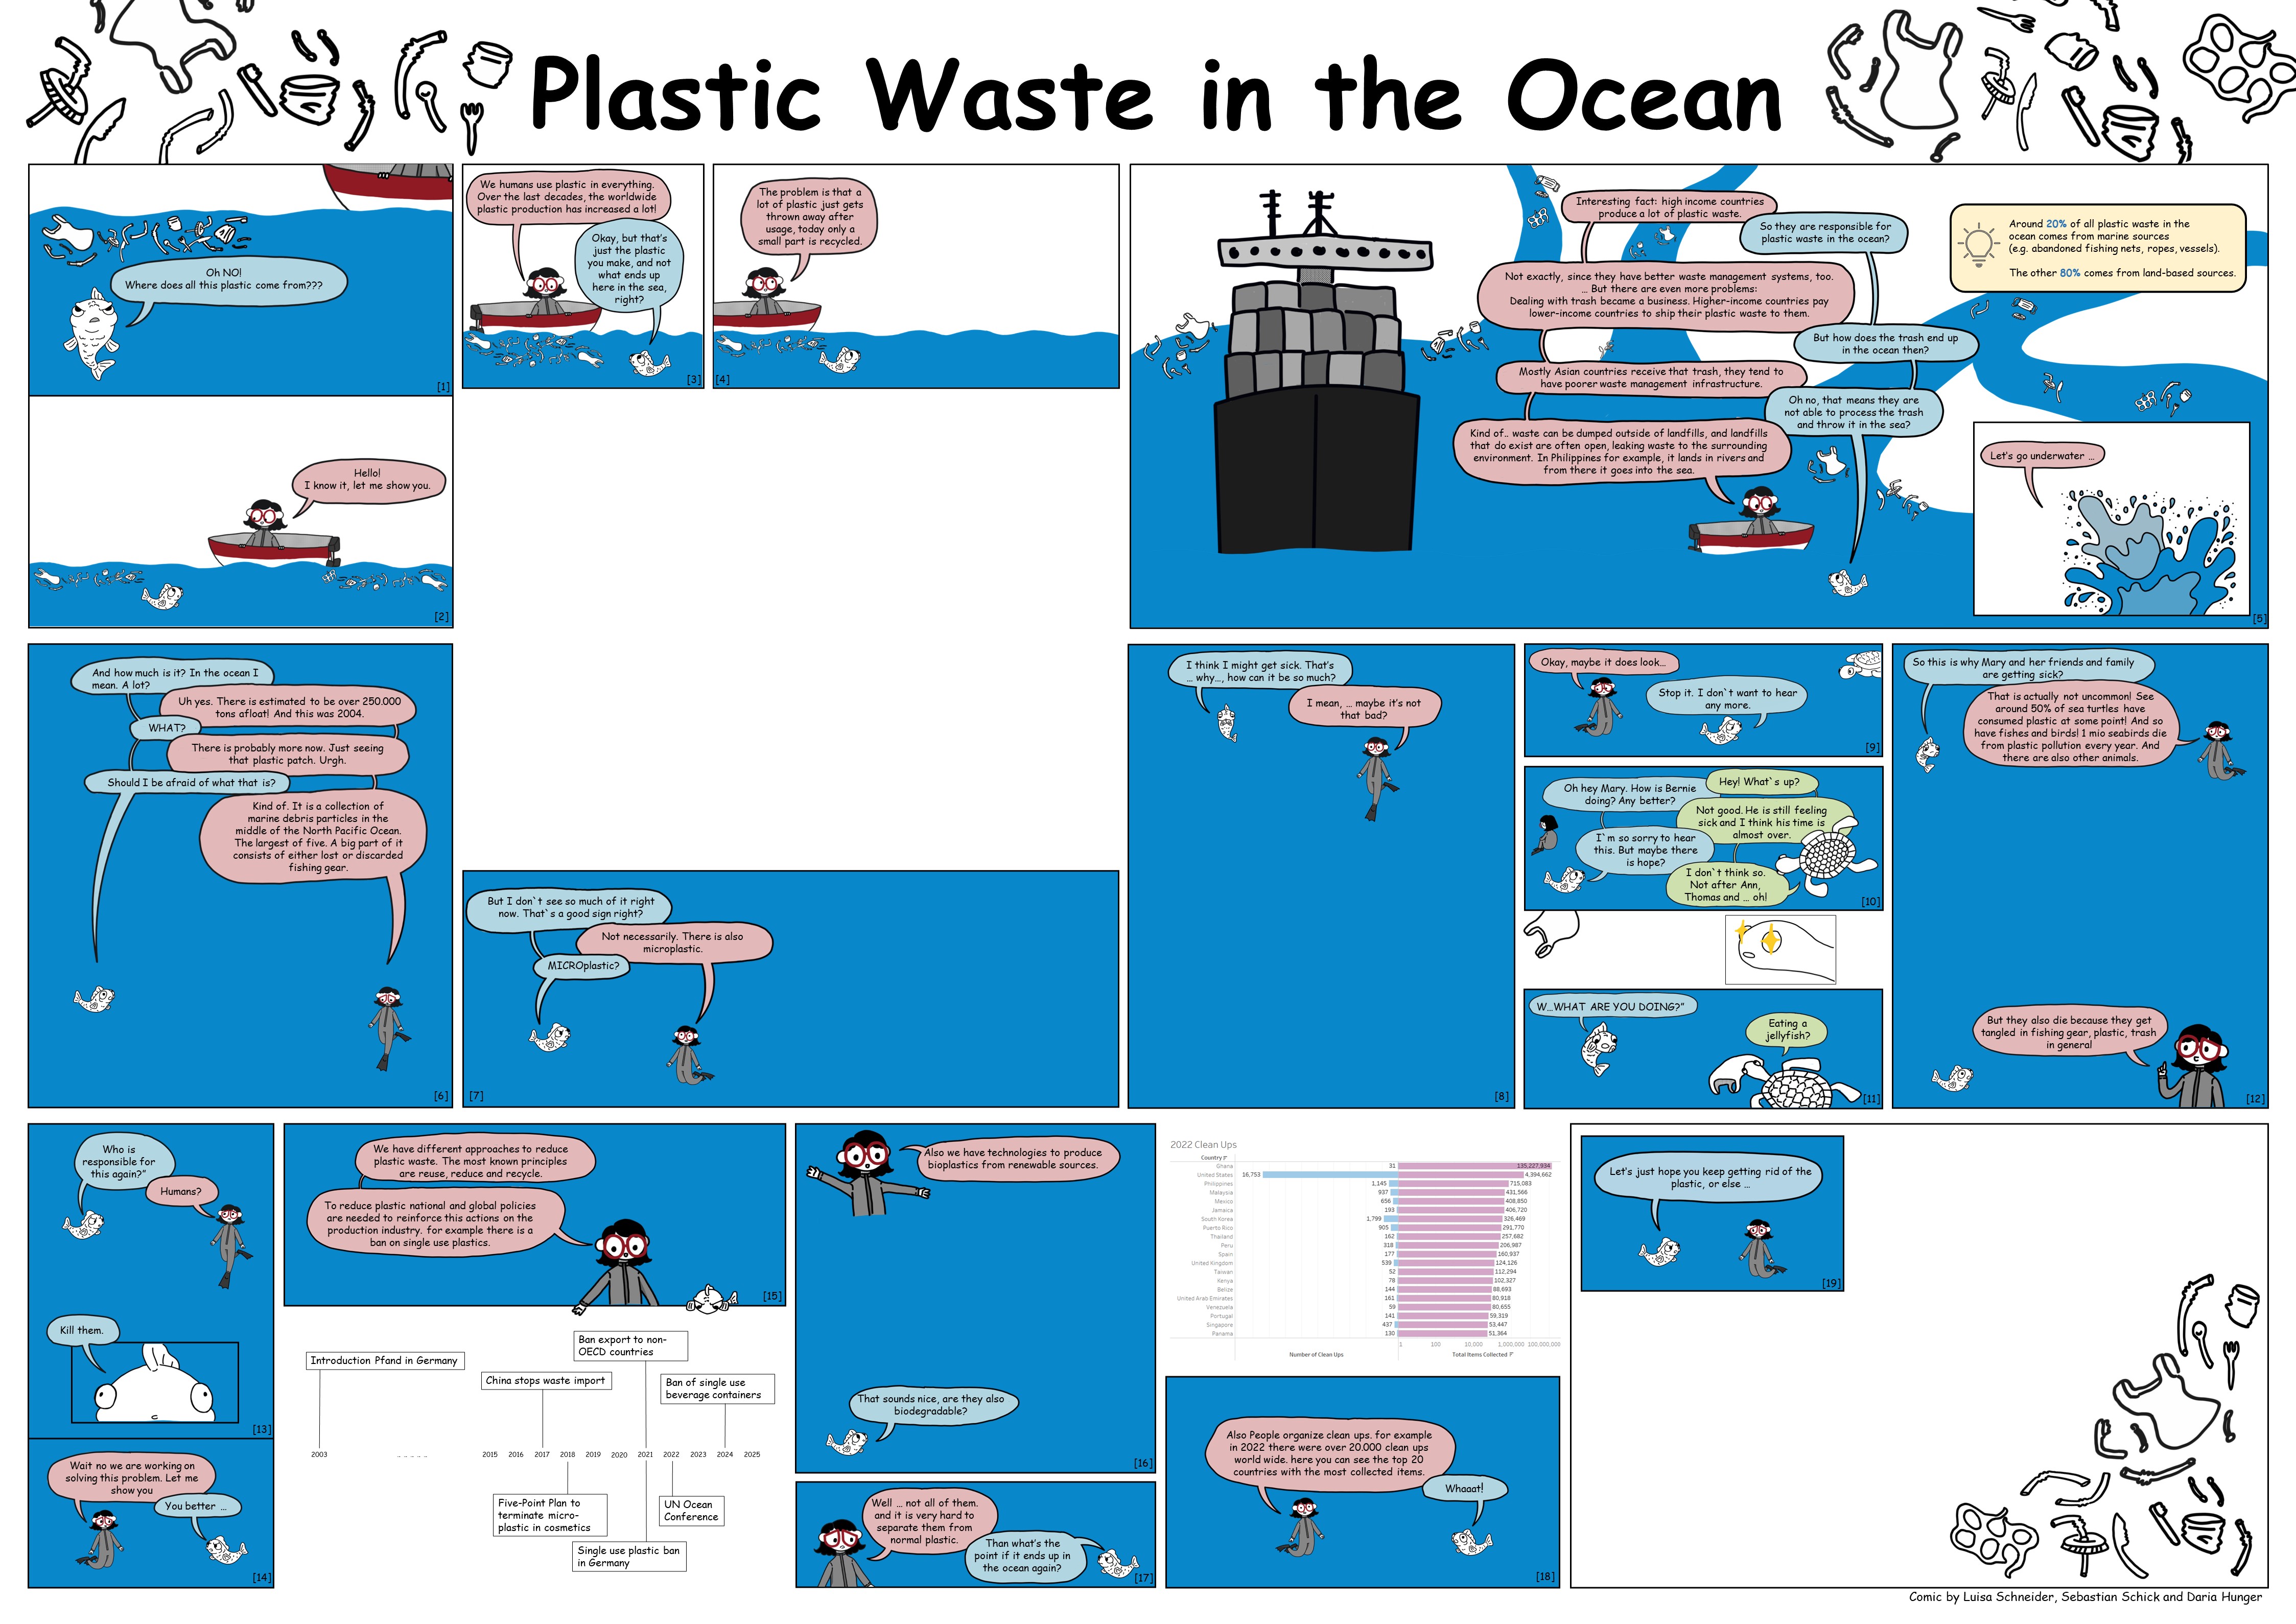 Plastic Waste in the Ocean
Oh NO!
Where does all this plastic come from???
[1]
Hello!
I know it, let me show you.
[2]
We humans use plastic in everything.
Over the last decades, the worldwide
plastic production has increased a lot!
Okay, but that's
just the plastic
you make, and not
what ends up
here in the sea,
right?
[3]
The problem is that a
lot of plastic just gets
thrown away after
usage, today only a
small part is recycled.
[4]
Interesting fact: high income countries
produce a lot of plastic waste.
So they are responsible for
plastic waste in the ocean?
Not exactly, since they have better waste management systems, too.
... But there are even more problems:
Dealing with trash became a business. Higher-income countries pay
lower-income countries to ship their plastic waste to them.
But how does the trash end up
in the ocean then?
Mostly Asian countries receive that trash, they tend to
have poorer waste management infrastructure.
Oh no, that means they are
not able to process the trash
and throw it in the sea?
Kind of.. waste can be dumped outside of landfills, and landfills
that do exist are often open, leaking waste to the surrounding
environment. In Philippines for example, it lands in rivers and
from there it goes into the sea.
Around 20% of all plastic waste in the
ocean comes from marine sources
(e.g. abandoned fishing nets, ropes, vessels).
The other 80% comes from land-based sources.
Let's go underwater ...
[5]
And how much is it? In the ocean I
mean. A lot?
Uh yes. There is estimated to be over 250.000
tons afloat! And this was 2004.
WHAT?
There is probably more now. Just seeing
that plastic patch. Urgh.
Should I be afraid of what that is?
Kind of. It is a collection of
marine debris particles in the
middle of the North Pacific Ocean.
The largest of five. A big part of it
consists of either lost or discarded
fishing gear.
[6]
But I don`t see so much of it right
now. That`s a good sign right?
Not necessarily. There is also
microplastic.
MICROplastic?
[7]
I think I might get sick. That's
... why..., how can it be so much?
I mean, ... maybe it's not
that bad?
[8]
Okay, maybe it does look...
Stop it. I don`t want to hear
any more.
[9]
Hey! What`s up?
Oh hey Mary. How is Bernie
doing? Any better?
Not good. He is still feeling
sick and I think his time is
almost over.
I`m so sorry to hear
this. But maybe there
is hope?
I don`t think so.
Not after Ann,
Thomas and ... oh!
[10]
W...WHAT ARE YOU DOING?"
Eating a
jellyfish?
[11]
So this is why Mary and her friends and family
are getting sick?
That is actually not uncommon! See
around 50% of sea turtles have
consumed plastic at some point! And so
have fishes and birds! 1 mio seabirds die
from plastic pollution every year. And
there are also other animals.
But they also die because they get
tangled in fishing gear, plastic, trash
in general
[12]
Who is
responsible for
this again?"
Humans?
Kill them.
[13]
Wait no we are working on
solving this problem. Let me
show you
You better ...
[14]
We have different approaches to reduce
plastic waste. The most known principles
are reuse, reduce and recycle.
To reduce plastic national and global policies
are needed to reinforce this actions on the
production industry. for example there is a
ban on single use plastics.
[15]
Ban export to non-
OECD countries
Introduction Pfand in Germany
China stops waste import
Ban of single use
beverage containers
2003 - - - - - 2015 2016 2017 2018 2019 2020 2021 2022 2023 2024 2025
Five-Point Plan to
terminate micro-
plastic in cosmetics
UN Ocean
Conference
Single use plastic ban
in Germany
Also we have technologies to produce
bioplastics from renewable sources.
That sounds nice, are they also
biodegradable?
[16]
Well ... not all of them.
and it is very hard to
separate them from
normal plastic.
Than what's the
point if it ends up in
the ocean again?
[17]
2022 Clean Ups
Country
Ghana 31 135,227,934
United States 16,753 4,394,662
Philippines 1,145 715,083
Malaysia 937 431,566
Mexico 656 408,850
Jamaica 193 406,720
South Korea 1,799 326,469
Puerto Rico 905 291,770
Thailand 162 257,682
Peru 318 206,987
Spain 177 160,937
United Kingdom 539 124,126
Taiwan 52 112,294
Kenya 78 102,327
Belize 144 88,693
United Arab Emirates 161 80,918
Venezuela 59 80,655
Portugal 141 59,319
Singapore 437 53,447
Panama 130 51,364
1 100 10,000 1,000,000 100,000,000
Number of Clean Ups Total Items Collected
Also People organize clean ups. for example
in 2022 there were over 20.000 clean ups
world wide. here you can see the top 20
countries with the most collected items.
Whaaat!
[18]
Let's just hope you keep getting rid of the
plastic, or else ...
[19]
Comic by Luisa Schneider, Sebastian Schick and Daria Hunger